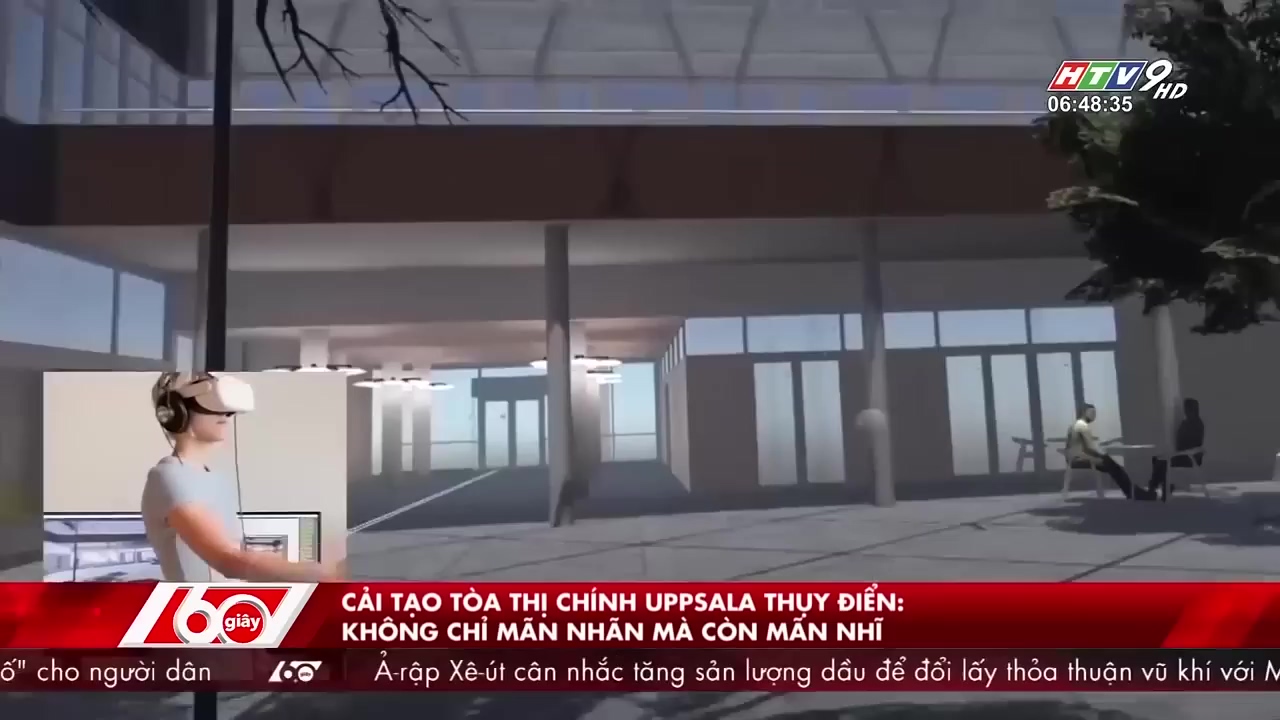 HTV9 HD
06:48:35
60 giây
CẢI TẠO TÒA THỊ CHÍNH UPPSALA THỤY ĐIỂN:
KHÔNG CHỈ MÃN NHÃN MÀ CÒN MÃN NHĨ
ố" cho người dân 60 giây Ả-rập Xê-út cân nhắc tăng sản lượng dầu để đổi lấy thỏa thuận vũ khí với M